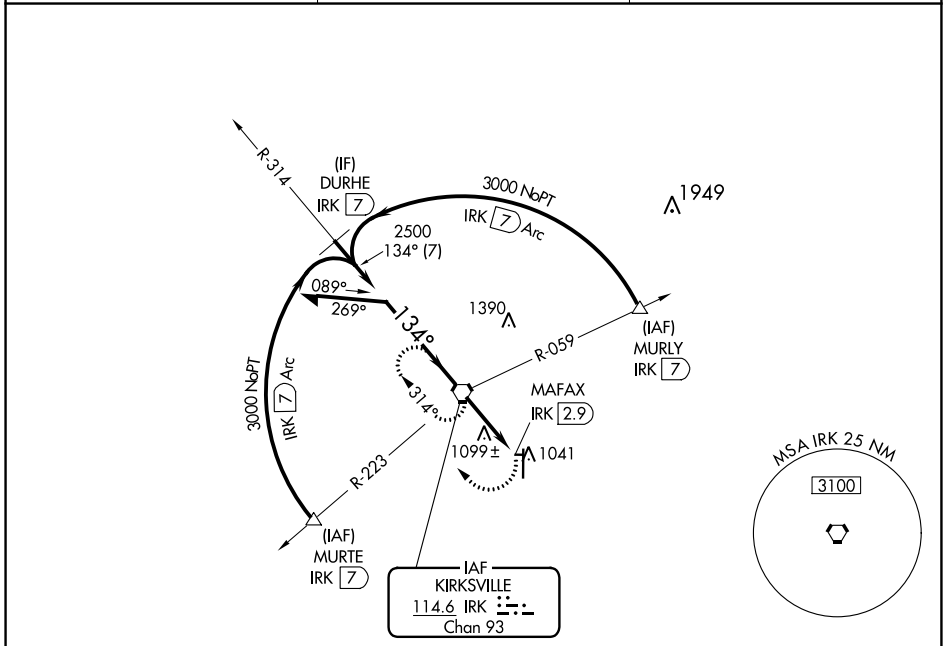 R-314
(IF)
DURHE
IRK 7
3000 NoPT
IRK 7 Arc
1949
2500
134° (7)
089°
269°
134°
1390
R-059
(IAF)
MURLY
IRK 7
3000 NoPT
IRK 7 Arc
314°
MAFAX
IRK 2.9
1099±
1041
R-223
(IAF)
MURTE
IRK 7
MSA IRK 25 NM
3100
IAF
KIRKSVILLE
114.6 IRK
Chan 93